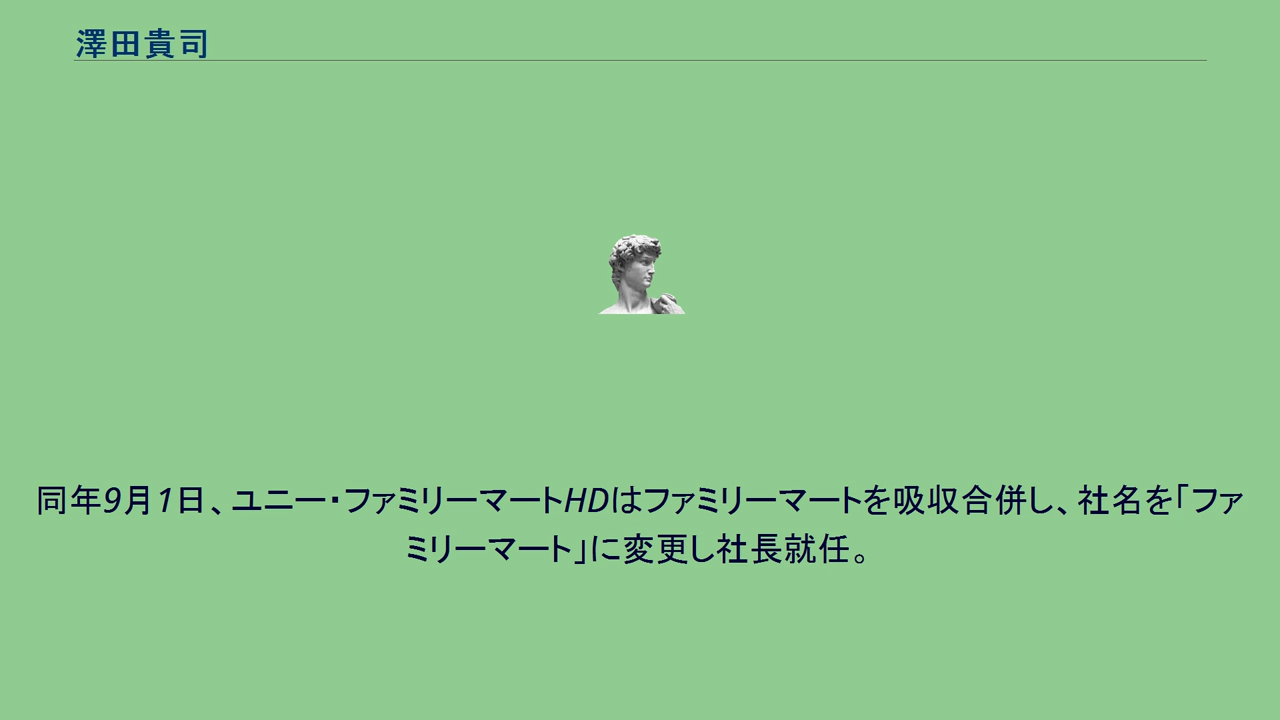 澤田貴司
同年9月1日、ユニー・ファミリーマートHDはファミリーマートを吸収合併し、社名を「ファ
ミリーマート」に変更し社長就任。